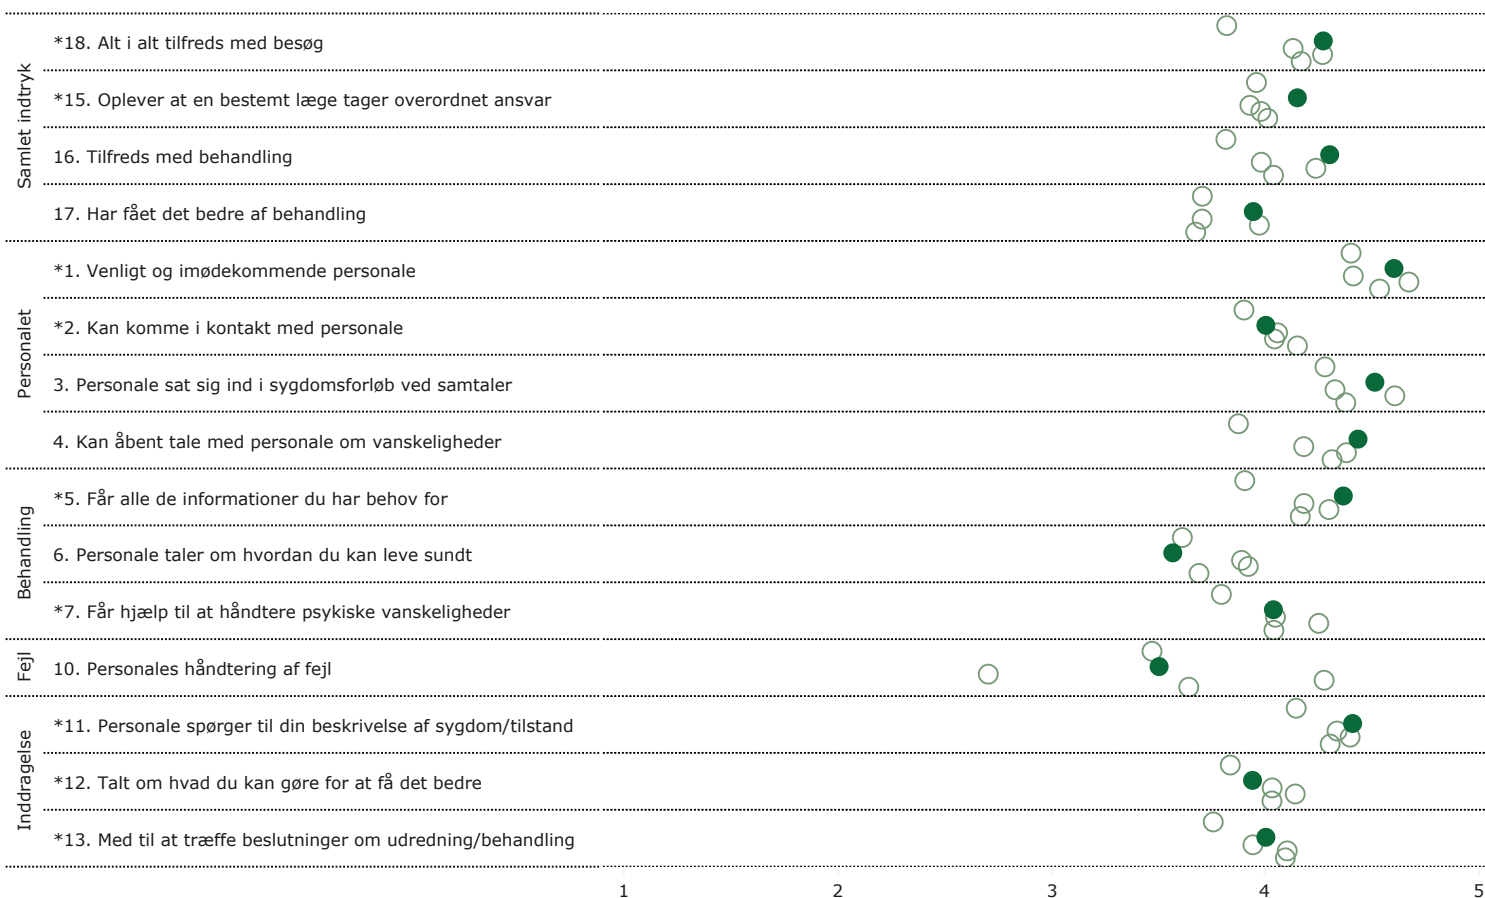 Samlet indtryk
*18. Alt i alt tilfreds med besøg
*15. Oplever at en bestemt læge tager overordnet ansvar
16. Tilfreds med behandling
17. Har fået det bedre af behandling
Personalet
*1. Venligt og imødekommende personale
*2. Kan komme i kontakt med personale
3. Personale sat sig ind i sygdomsforløb ved samtaler
4. Kan åbent tale med personale om vanskeligheder
Behandling
*5. Får alle de informationer du har behov for
6. Personale taler om hvordan du kan leve sundt
*7. Får hjælp til at håndtere psykiske vanskeligheder
Fejl
10. Personales håndtering af fejl
Inddragelse
*11. Personale spørger til din beskrivelse af sygdom/tilstand
*12. Talt om hvad du kan gøre for at få det bedre
*13. Med til at træffe beslutninger om udredning/behandling
1 2 3 4 5